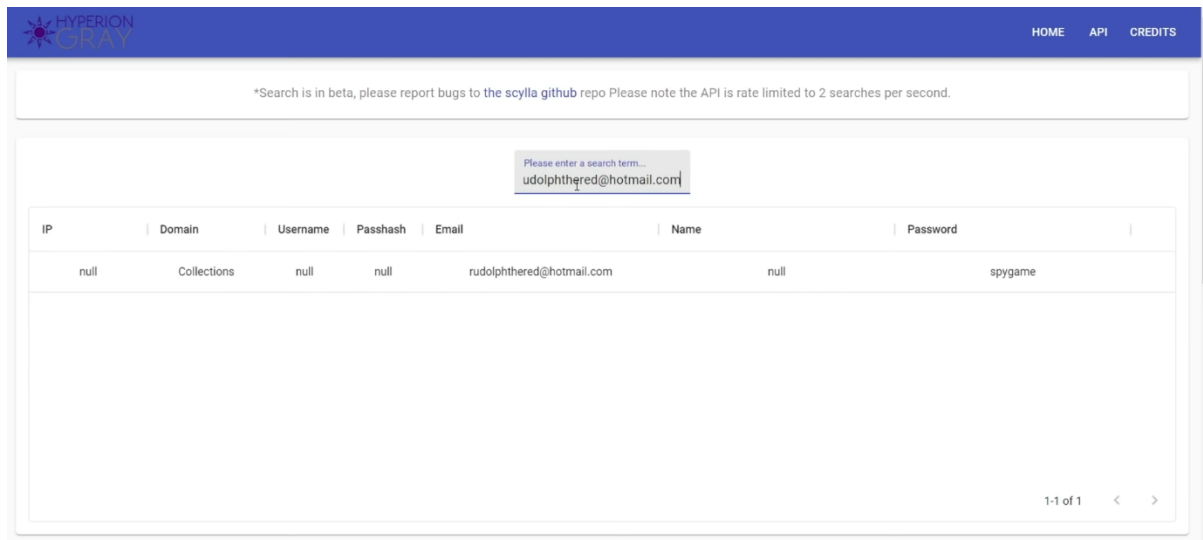 HYPERION
GRAY
HOME API CREDITS
*Search is in beta, please report bugs to the scylla github repo Please note the API is rate limited to 2 searches per second.
Please enter a search term...
udolphthered@hotmail.com
IP Domain Username Passhash Email Name Password
null Collections null null rudolphthered@hotmail.com null spygame
1-1 of 1